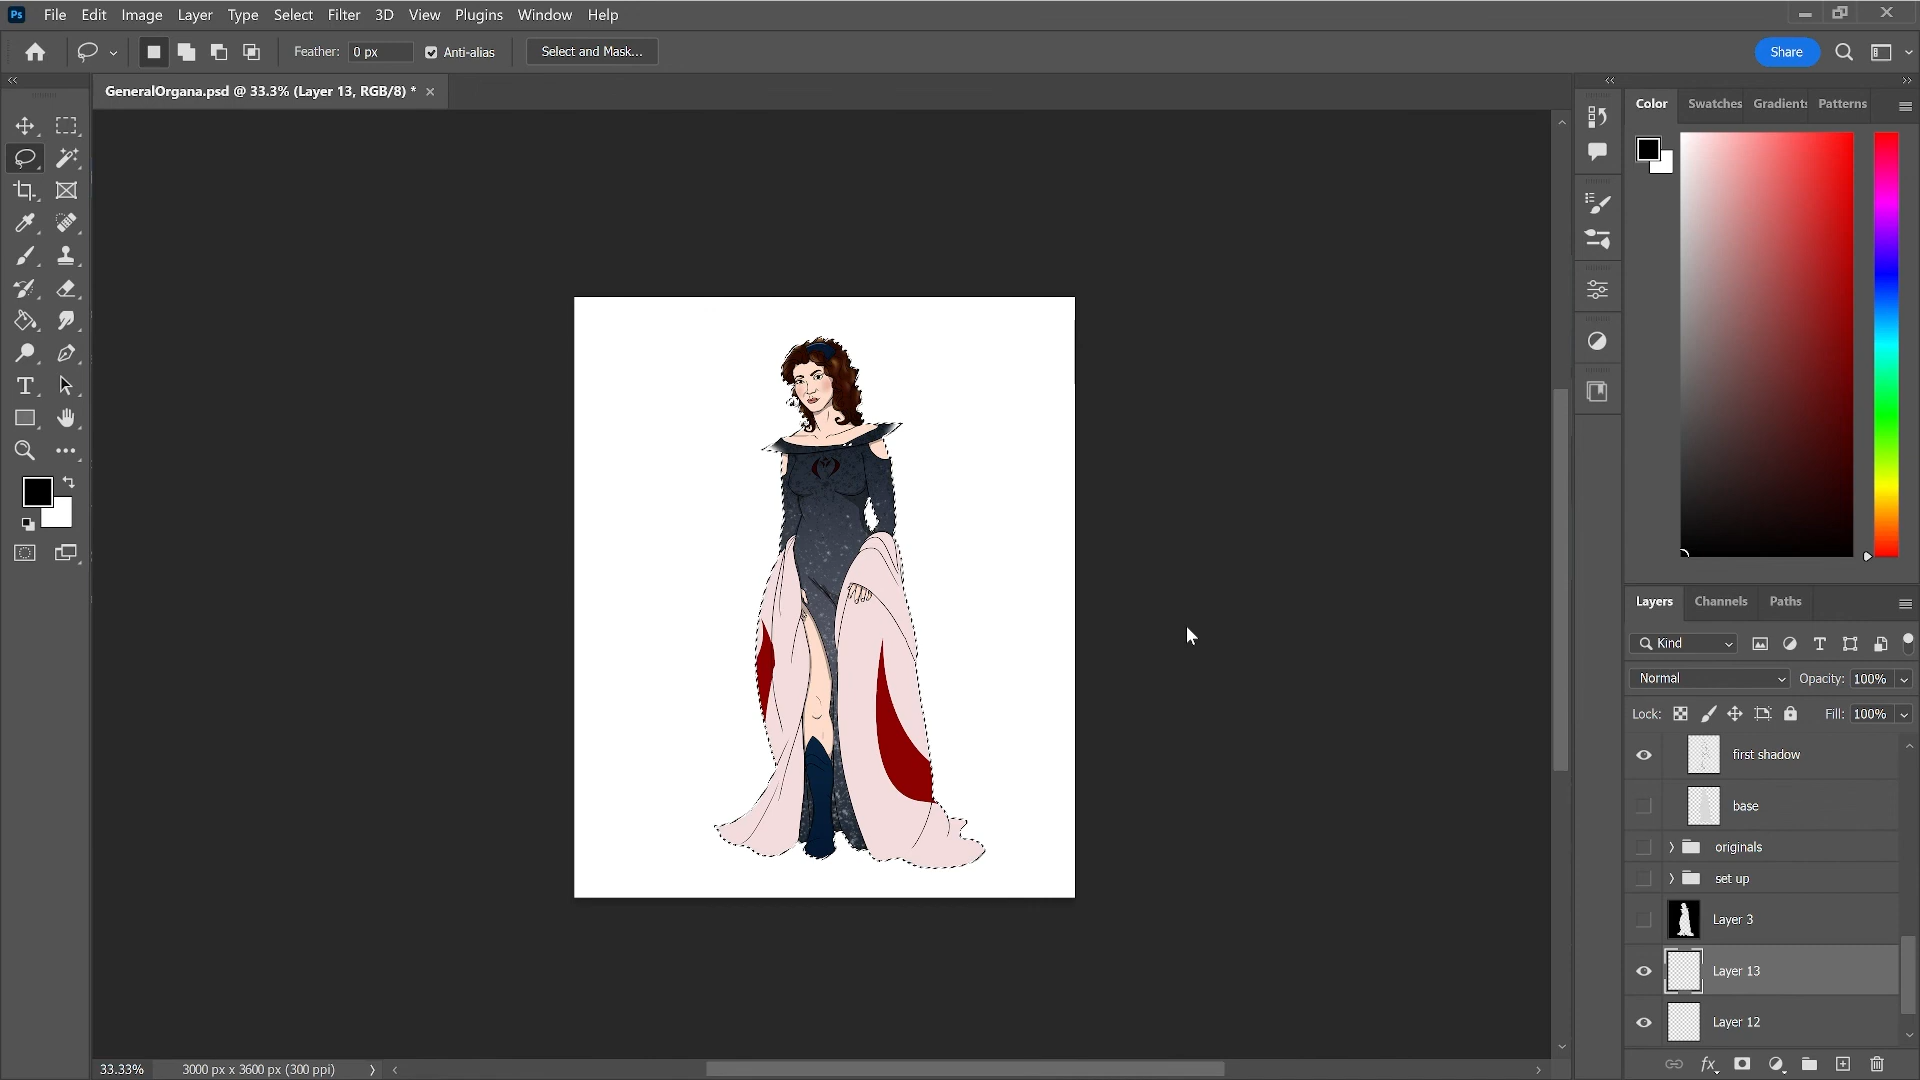 Ps File Edit Image Layer Type Select Filter 3D View Plugins Window Help
Feather: 0 px Anti-alias Select and Mask... Share
GeneralOrgana.psd @ 33.3% (Layer 13, RGB/8) *
Color Swatches Gradients Patterns
Layers Channels Paths
Kind
Normal Opacity: 100%
Lock: Fill: 100%
first shadow
base
originals
set up
Layer 3
Layer 13
Layer 12
33.33% 3000 px x 3600 px (300 ppi)